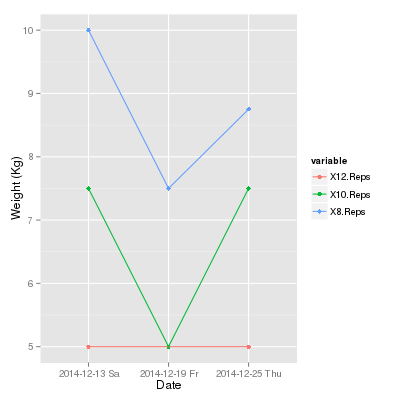 10
9
8
7
6
5
Weight (Kg)
2014-12-13 Sa 2014-12-19 Fr 2014-12-25 Thu
Date
variable
X12.Reps
X10.Reps
X8.Reps